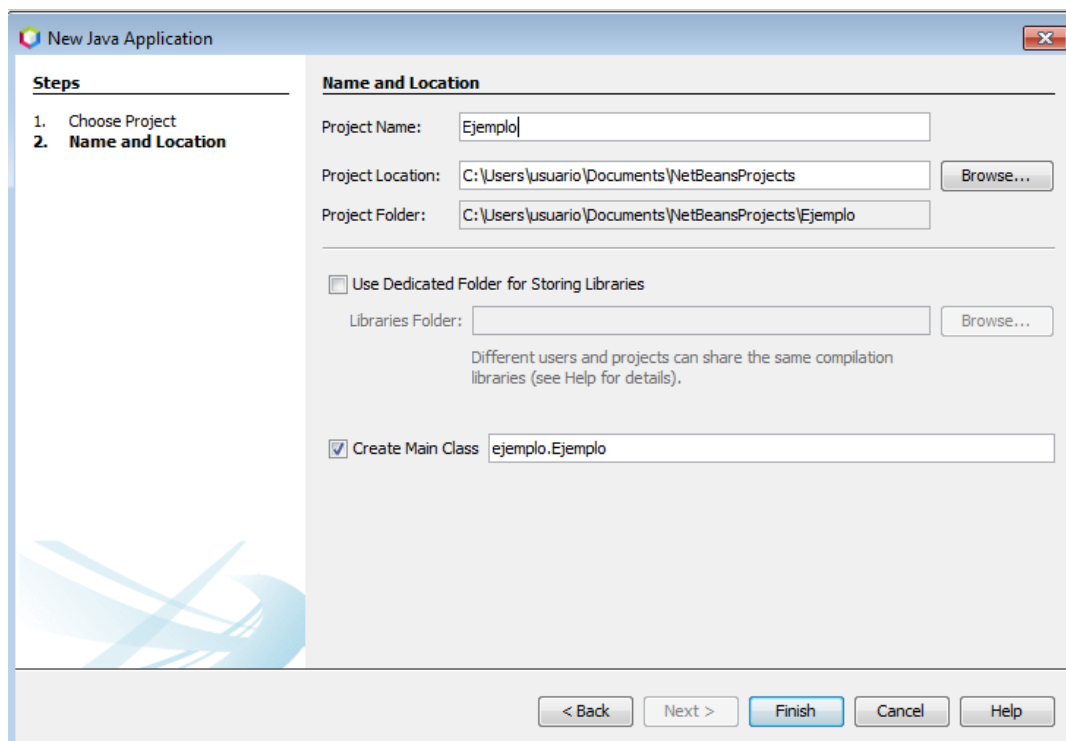 New Java Application
Steps
1. Choose Project
2. Name and Location
Name and Location
Project Name: Ejemplo
Project Location: C:\Users\usuario\Documents\NetBeansProjects Browse...
Project Folder: C:\Users\usuario\Documents\NetBeansProjects\Ejemplo
Use Dedicated Folder for Storing Libraries
Libraries Folder: Browse...
Different users and projects can share the same compilation
libraries (see Help for details).
Create Main Class ejemplo.Ejemplo
< Back Next > Finish Cancel Help